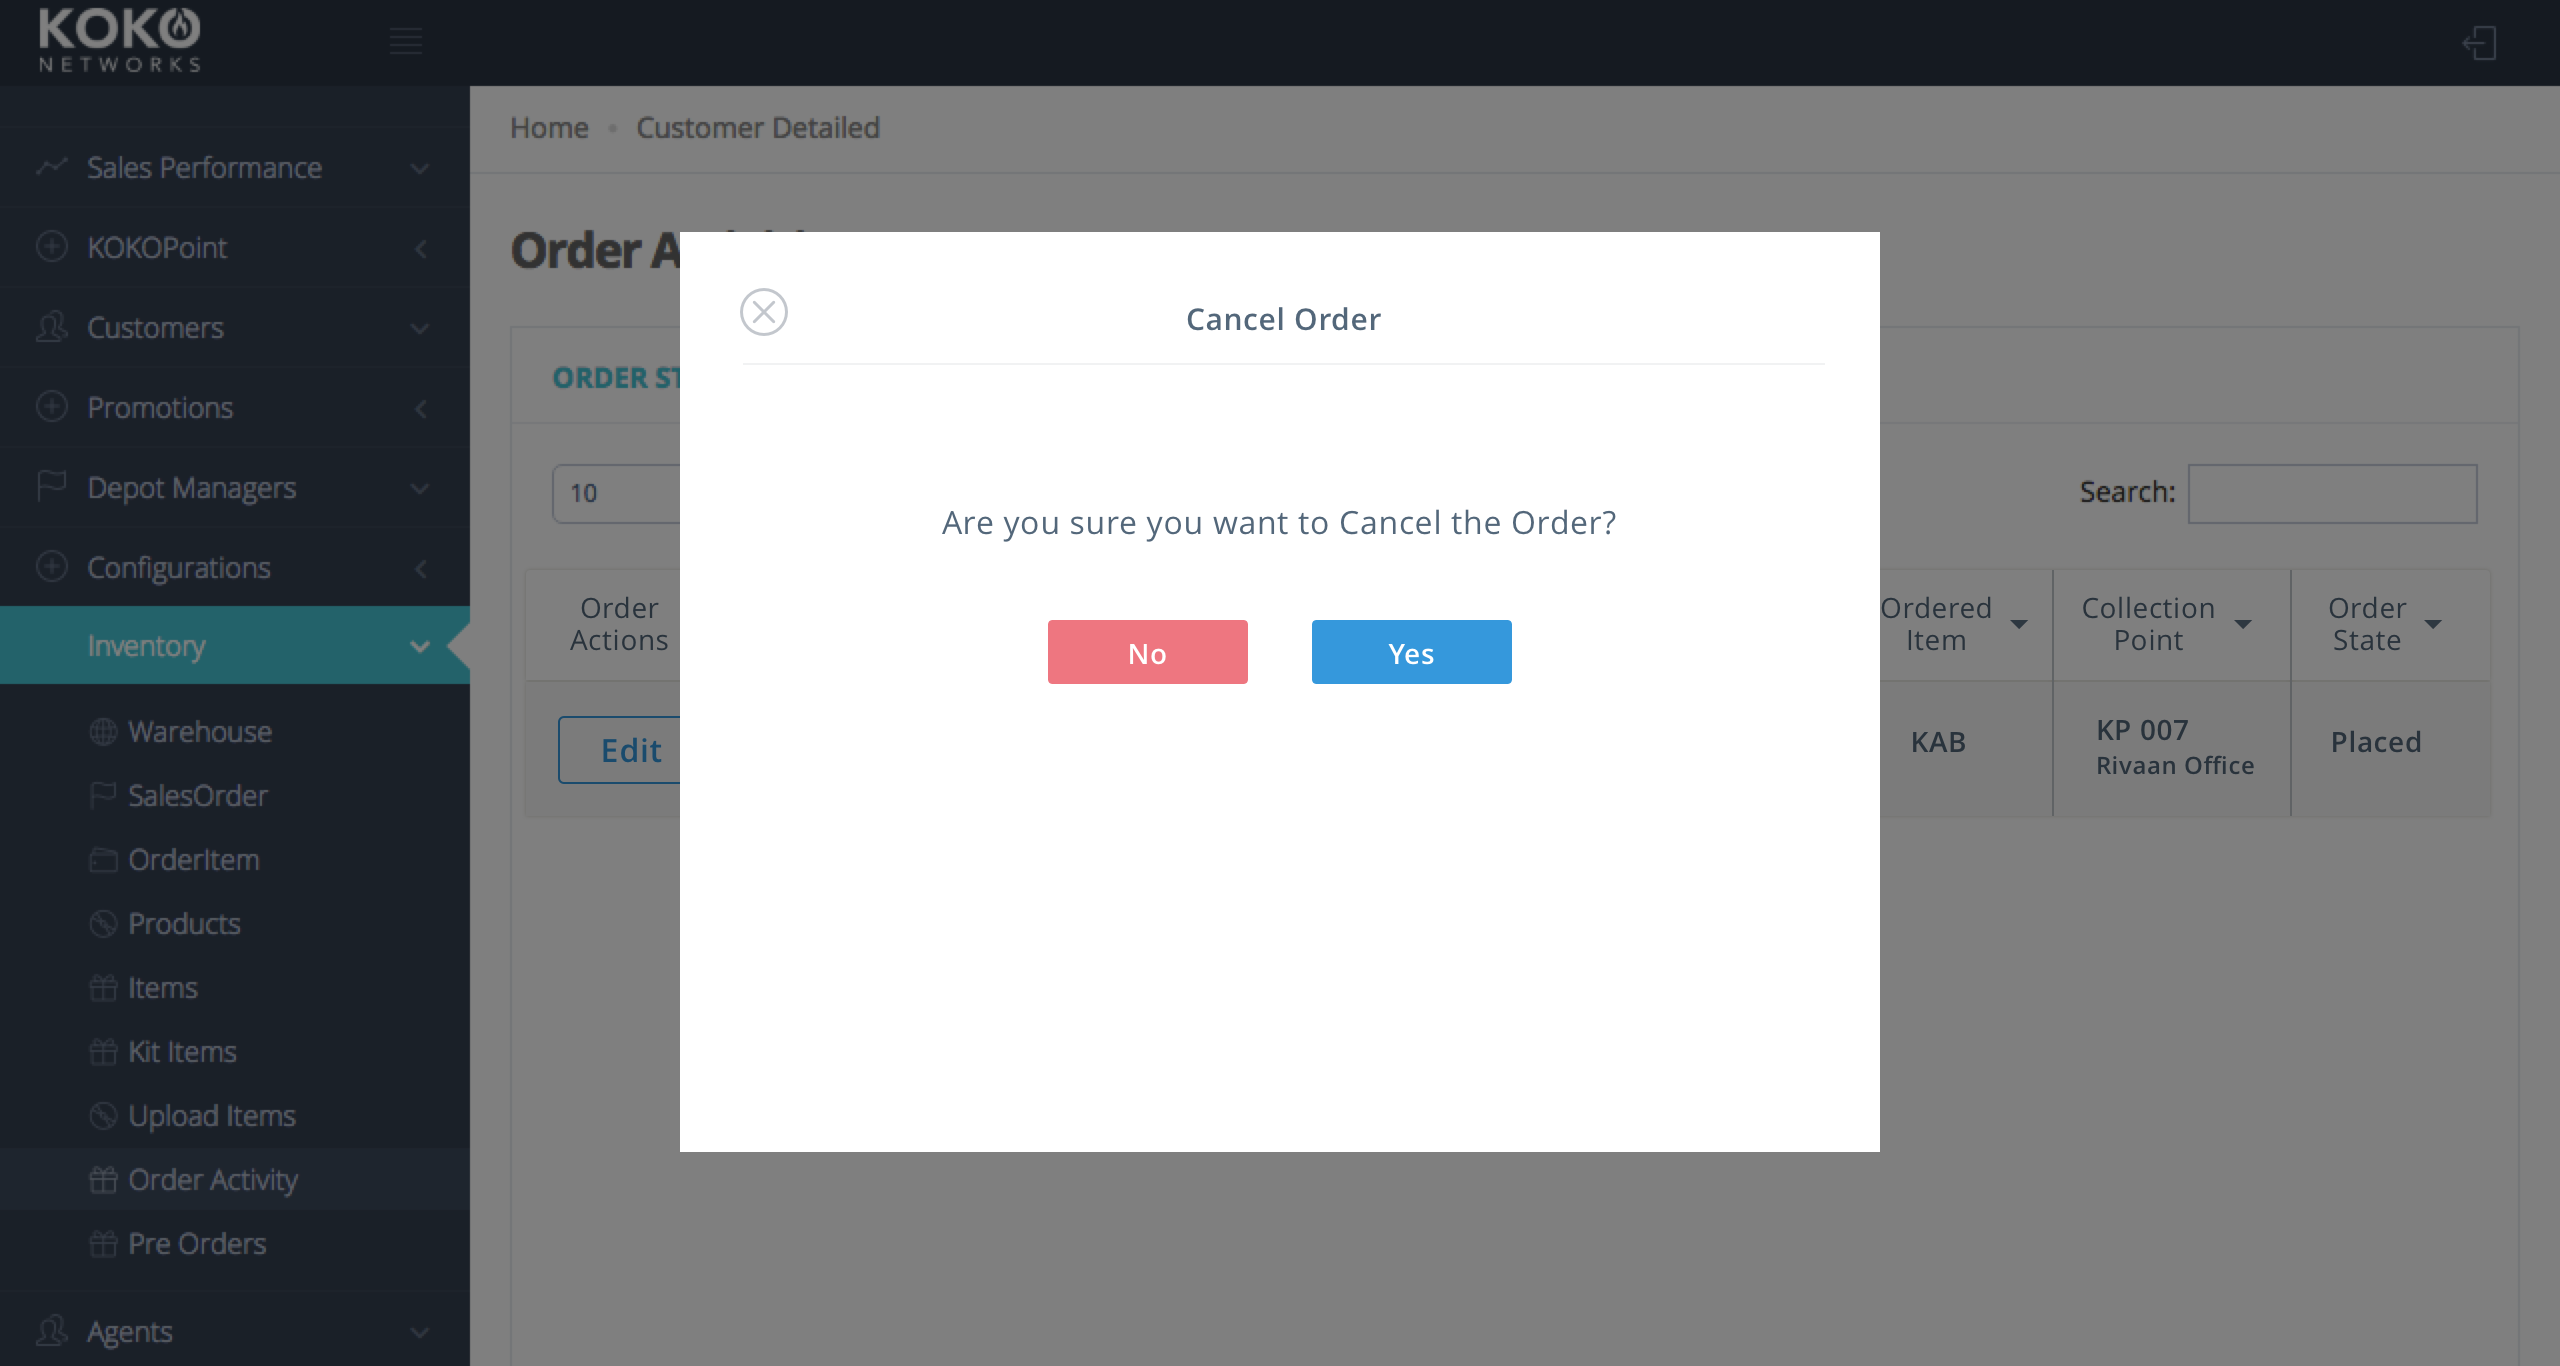 KOKO
NETWORKS
Home • Customer Detailed
Sales Performance
KOKOPoint
Customers
Promotions
Depot Managers
Configurations
Inventory
Warehouse
SalesOrder
OrderItem
Products
Items
Kit Items
Upload Items
Order Activity
Pre Orders
Agents
Order
ORDER
10
Search:
Order
Actions
Ordered
Item
Collection
Point
Order
State
Edit
KAB
KP 007
Rivaan Office
Placed
Cancel Order
Are you sure you want to Cancel the Order?
No
Yes